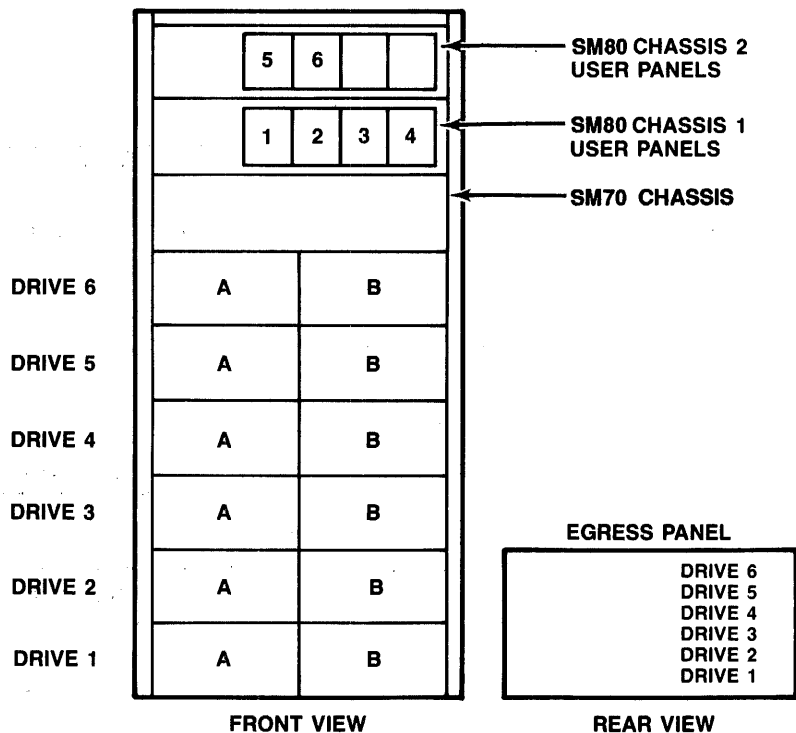 5 6
SM80 CHASSIS 2
USER PANELS
1 2 3 4
SM80 CHASSIS 1
USER PANELS
SM70 CHASSIS
DRIVE 6 A B
DRIVE 5 A B
DRIVE 4 A B
DRIVE 3 A B
DRIVE 2 A B
DRIVE 1 A B
FRONT VIEW
EGRESS PANEL
DRIVE 6
DRIVE 5
DRIVE 4
DRIVE 3
DRIVE 2
DRIVE 1
REAR VIEW